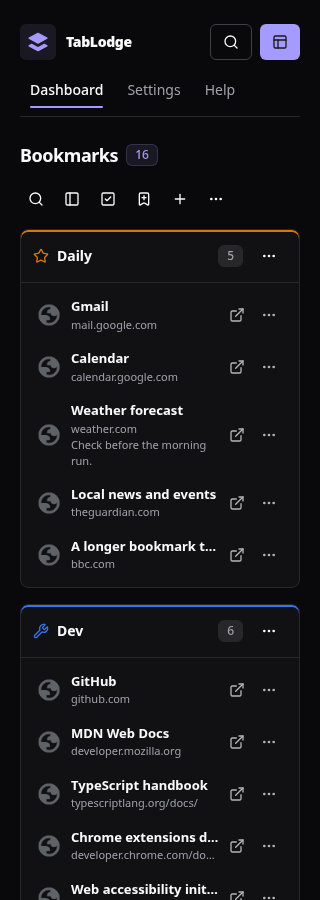 TabLodge
Dashboard Settings Help
Bookmarks 16
Daily 5
Gmail
mail.google.com
Calendar
calendar.google.com
Weather forecast
weather.com
Check before the morning
run.
Local news and events
theguardian.com
A longer bookmark t...
bbc.com
Dev 6
GitHub
github.com
MDN Web Docs
developer.mozilla.org
TypeScript handbook
typescriptlang.org/docs/
Chrome extensions d...
developer.chrome.com/do...
Web accessibility init...